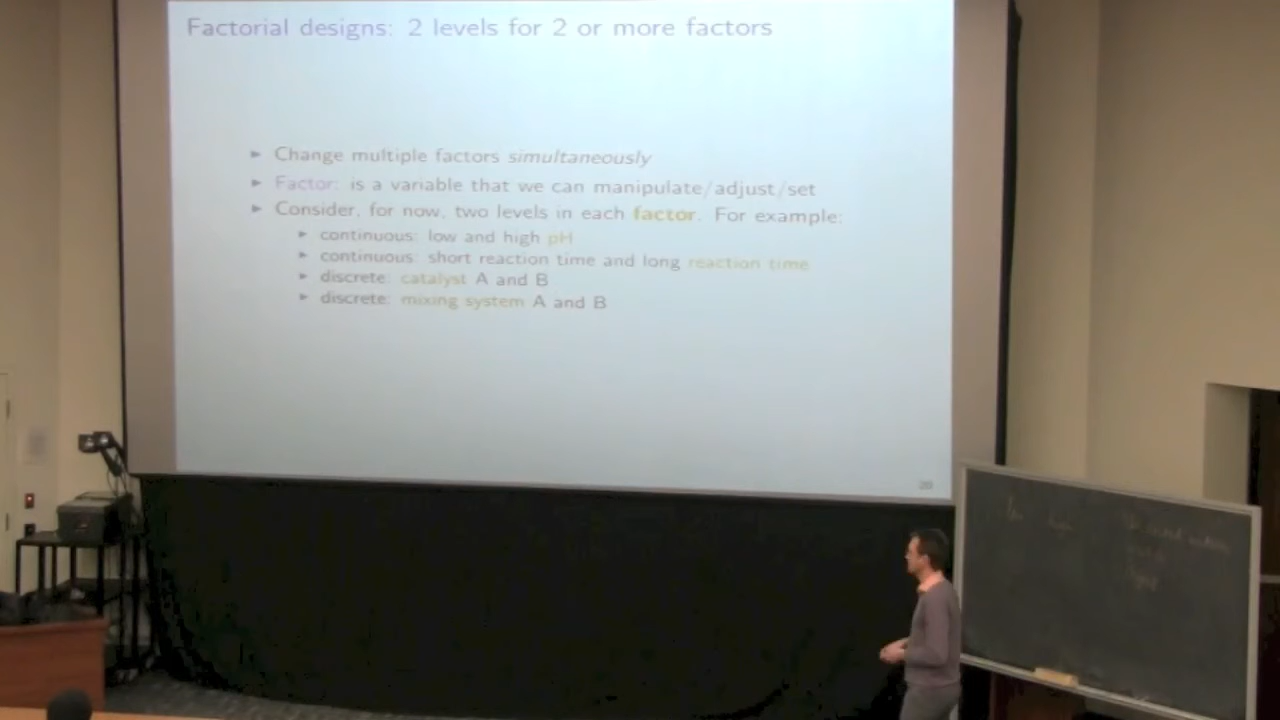 Factorial designs: 2 levels for 2 or more factors
► Change multiple factors simultaneously
► Factor: is a variable that we can manipulate/adjust/set
► Consider, for now, two levels in each factor. For example:
► continuous: low and high pH
► continuous: short reaction time and long reaction time
► discrete: catalyst A and B
► discrete: mixing system A and B